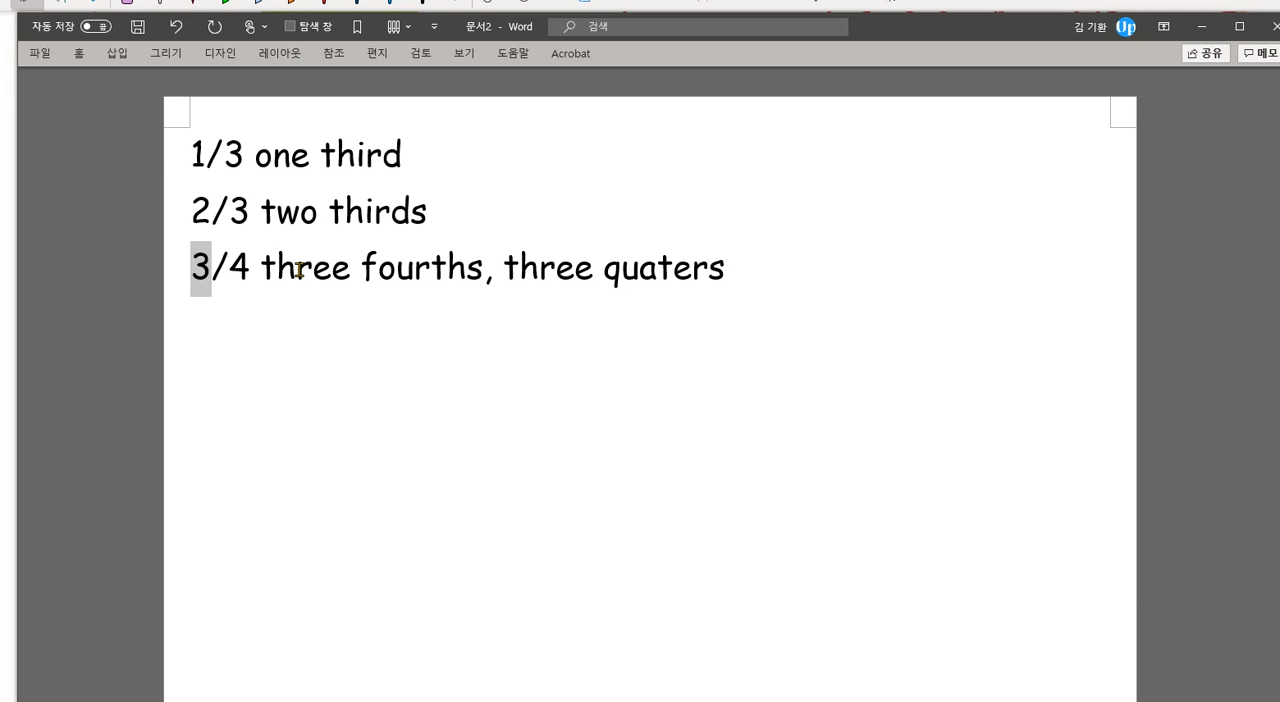 자동 저장 끔 탐색 창 문서2 - Word 검색 김 기환 Up
파일 홈 삽입 그리기 디자인 레이아웃 참조 편지 검토 보기 도움말 Acrobat 공유 메모
1/3 one third
2/3 two thirds
3/4 three fourths, three quaters